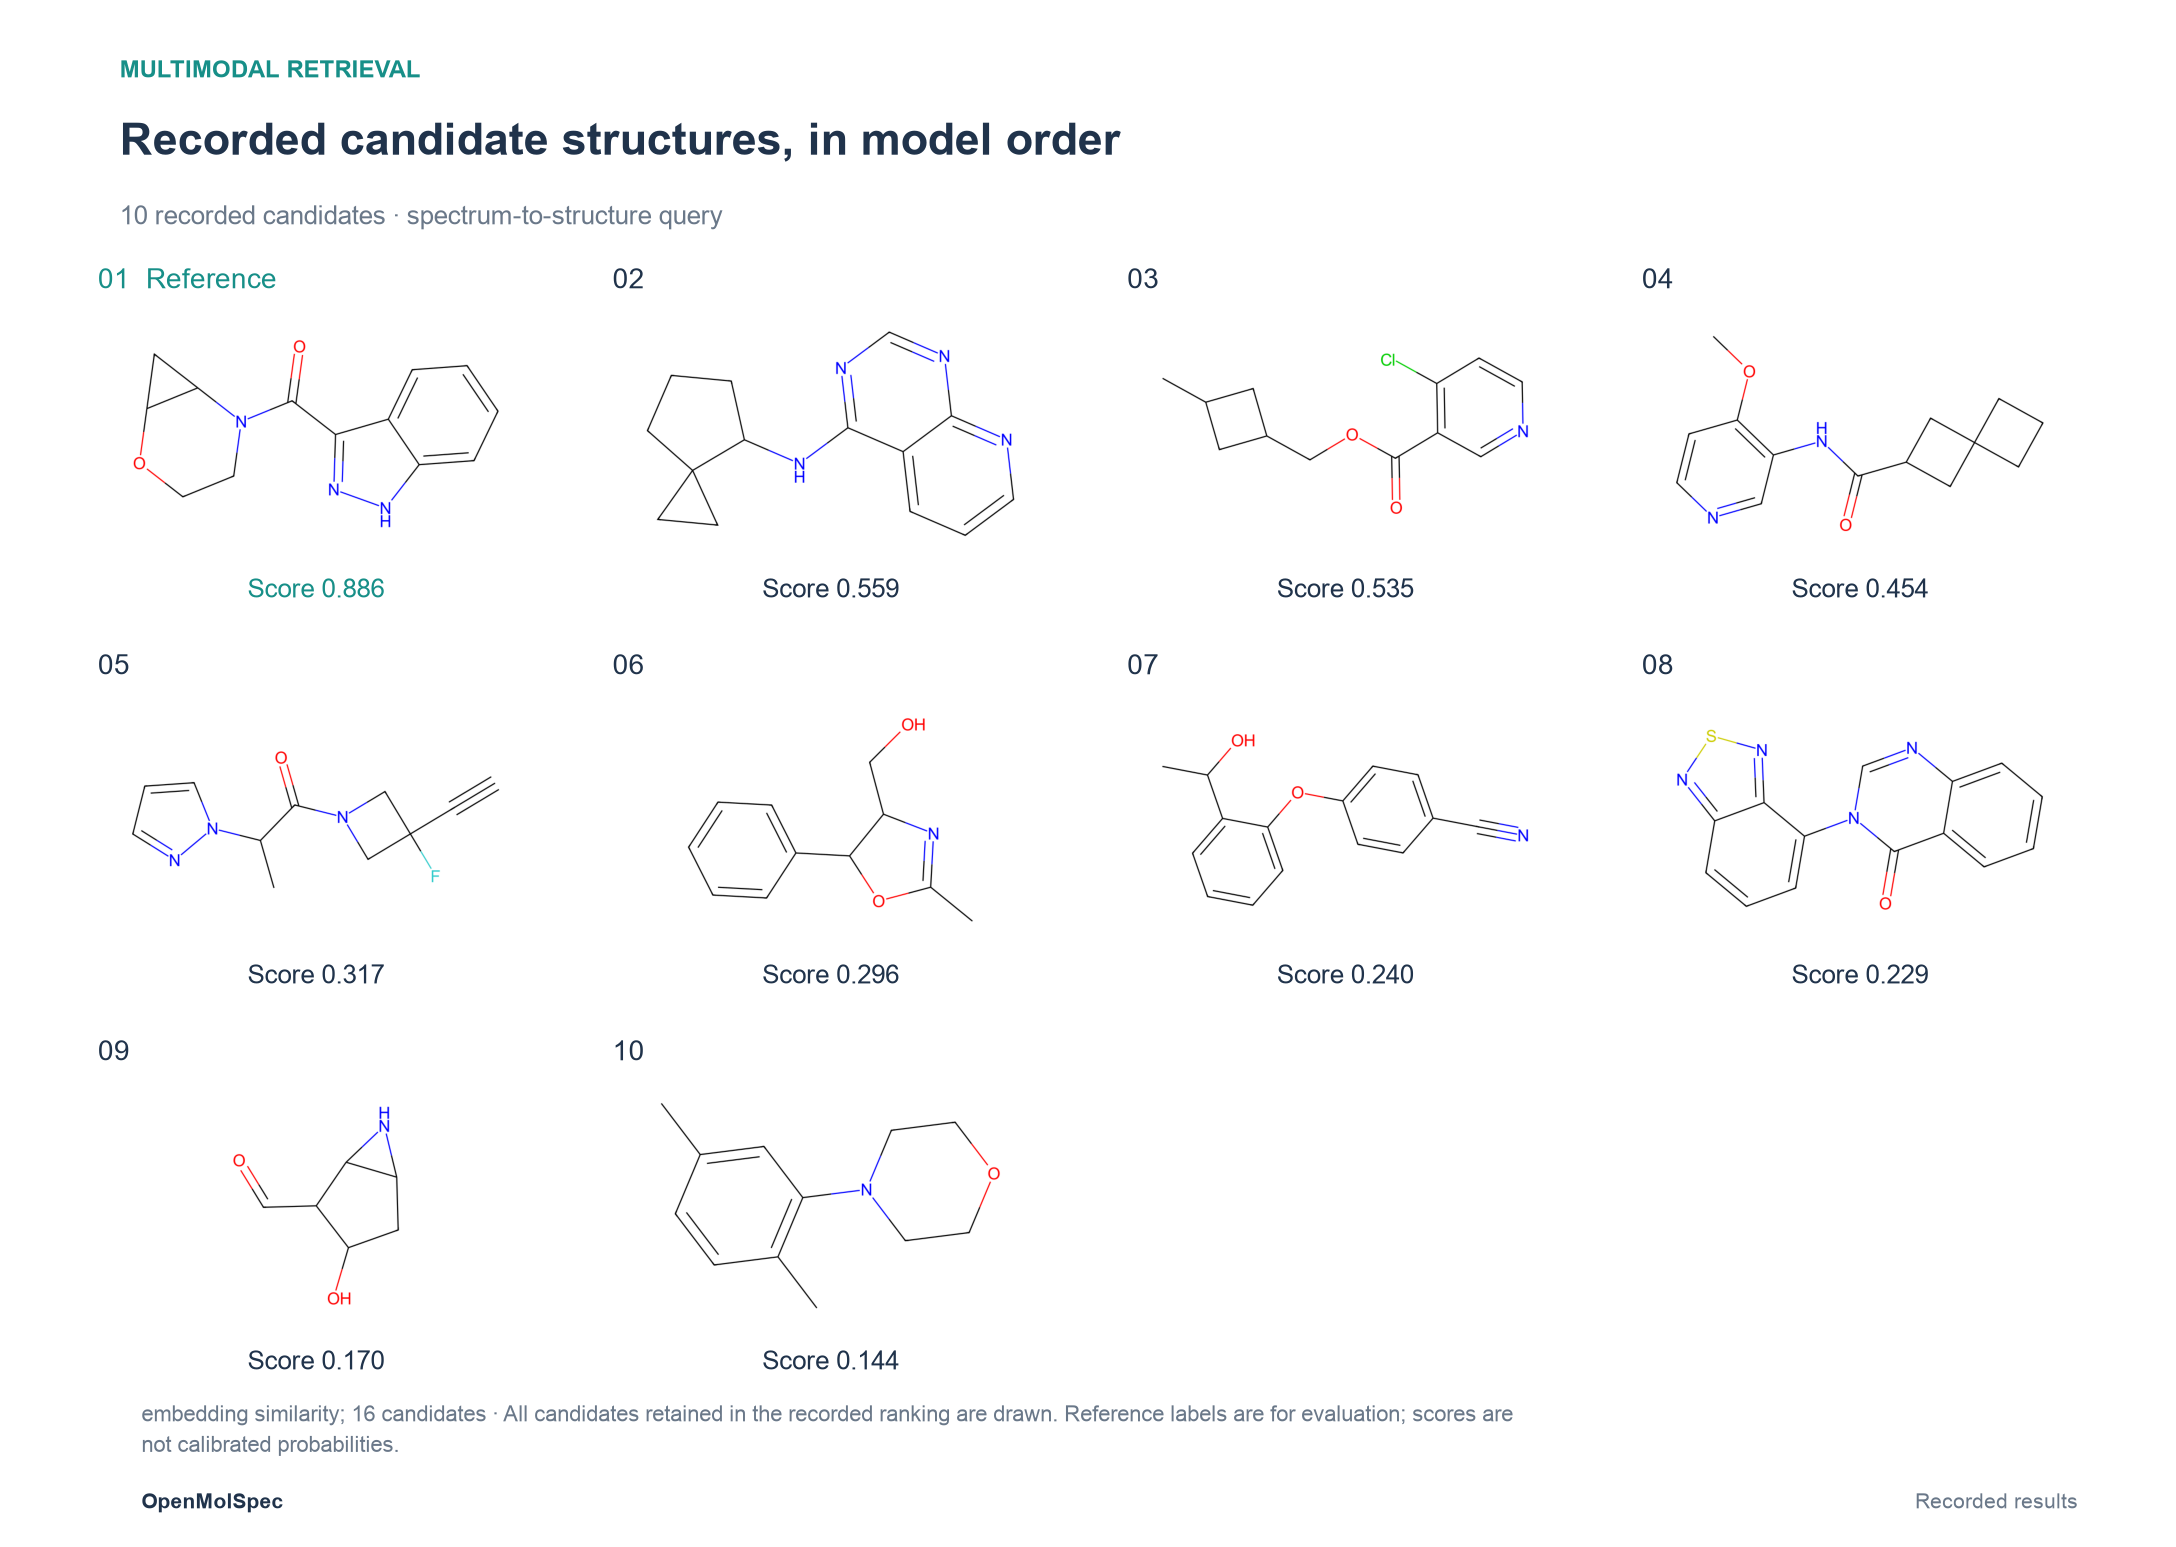 MULTIMODAL RETRIEVAL
Recorded candidate structures, in model order
10 recorded candidates · spectrum-to-structure query
01 Reference
02
03
04
O
N
O
N
N
H
N
N
N
N
H
Cl
O
O
N
O
H
N
N
O
Score 0.886
Score 0.559
Score 0.535
Score 0.454
05
06
07
08
O
N
N
N
F
OH
N
O
OH
O
N
S
N
N
N
N
O
Score 0.317
Score 0.296
Score 0.240
Score 0.229
09
10
H
N
O
OH
N
O
Score 0.170
Score 0.144
embedding similarity; 16 candidates · All candidates retained in the recorded ranking are drawn. Reference labels are for evaluation; scores are
not calibrated probabilities.
OpenMolSpec
Recorded results